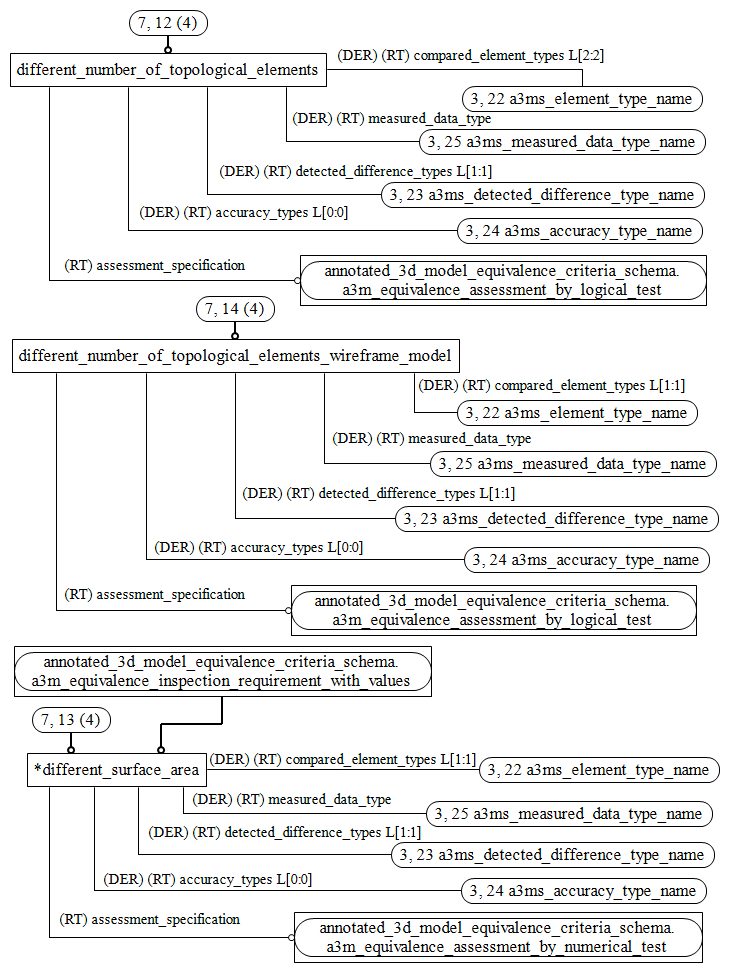 7, 12 (4)
different_number_of_topological_elements
(DER) (RT) compared_element_types L[2:2]
3, 22 a3ms_element_type_name
(DER) (RT) measured_data_type
3, 25 a3ms_measured_data_type_name
(DER) (RT) detected_difference_types L[1:1]
3, 23 a3ms_detected_difference_type_name
(DER) (RT) accuracy_types L[0:0]
3, 24 a3ms_accuracy_type_name
(RT) assessment_specification
annotated_3d_model_equivalence_criteria_schema.
a3m_equivalence_assessment_by_logical_test
7, 14 (4)
different_number_of_topological_elements_wireframe_model
(DER) (RT) compared_element_types L[1:1]
3, 22 a3ms_element_type_name
(DER) (RT) measured_data_type
3, 25 a3ms_measured_data_type_name
(DER) (RT) detected_difference_types L[1:1]
3, 23 a3ms_detected_difference_type_name
(DER) (RT) accuracy_types L[0:0]
3, 24 a3ms_accuracy_type_name
(RT) assessment_specification
annotated_3d_model_equivalence_criteria_schema.
a3m_equivalence_assessment_by_logical_test
annotated_3d_model_equivalence_criteria_schema.
a3m_equivalence_inspection_requirement_with_values
7, 13 (4)
*different_surface_area
(DER) (RT) compared_element_types L[1:1]
3, 22 a3ms_element_type_name
(DER) (RT) measured_data_type
3, 25 a3ms_measured_data_type_name
(DER) (RT) detected_difference_types L[1:1]
3, 23 a3ms_detected_difference_type_name
(DER) (RT) accuracy_types L[0:0]
3, 24 a3ms_accuracy_type_name
(RT) assessment_specification
annotated_3d_model_equivalence_criteria_schema.
a3m_equivalence_assessment_by_numerical_test